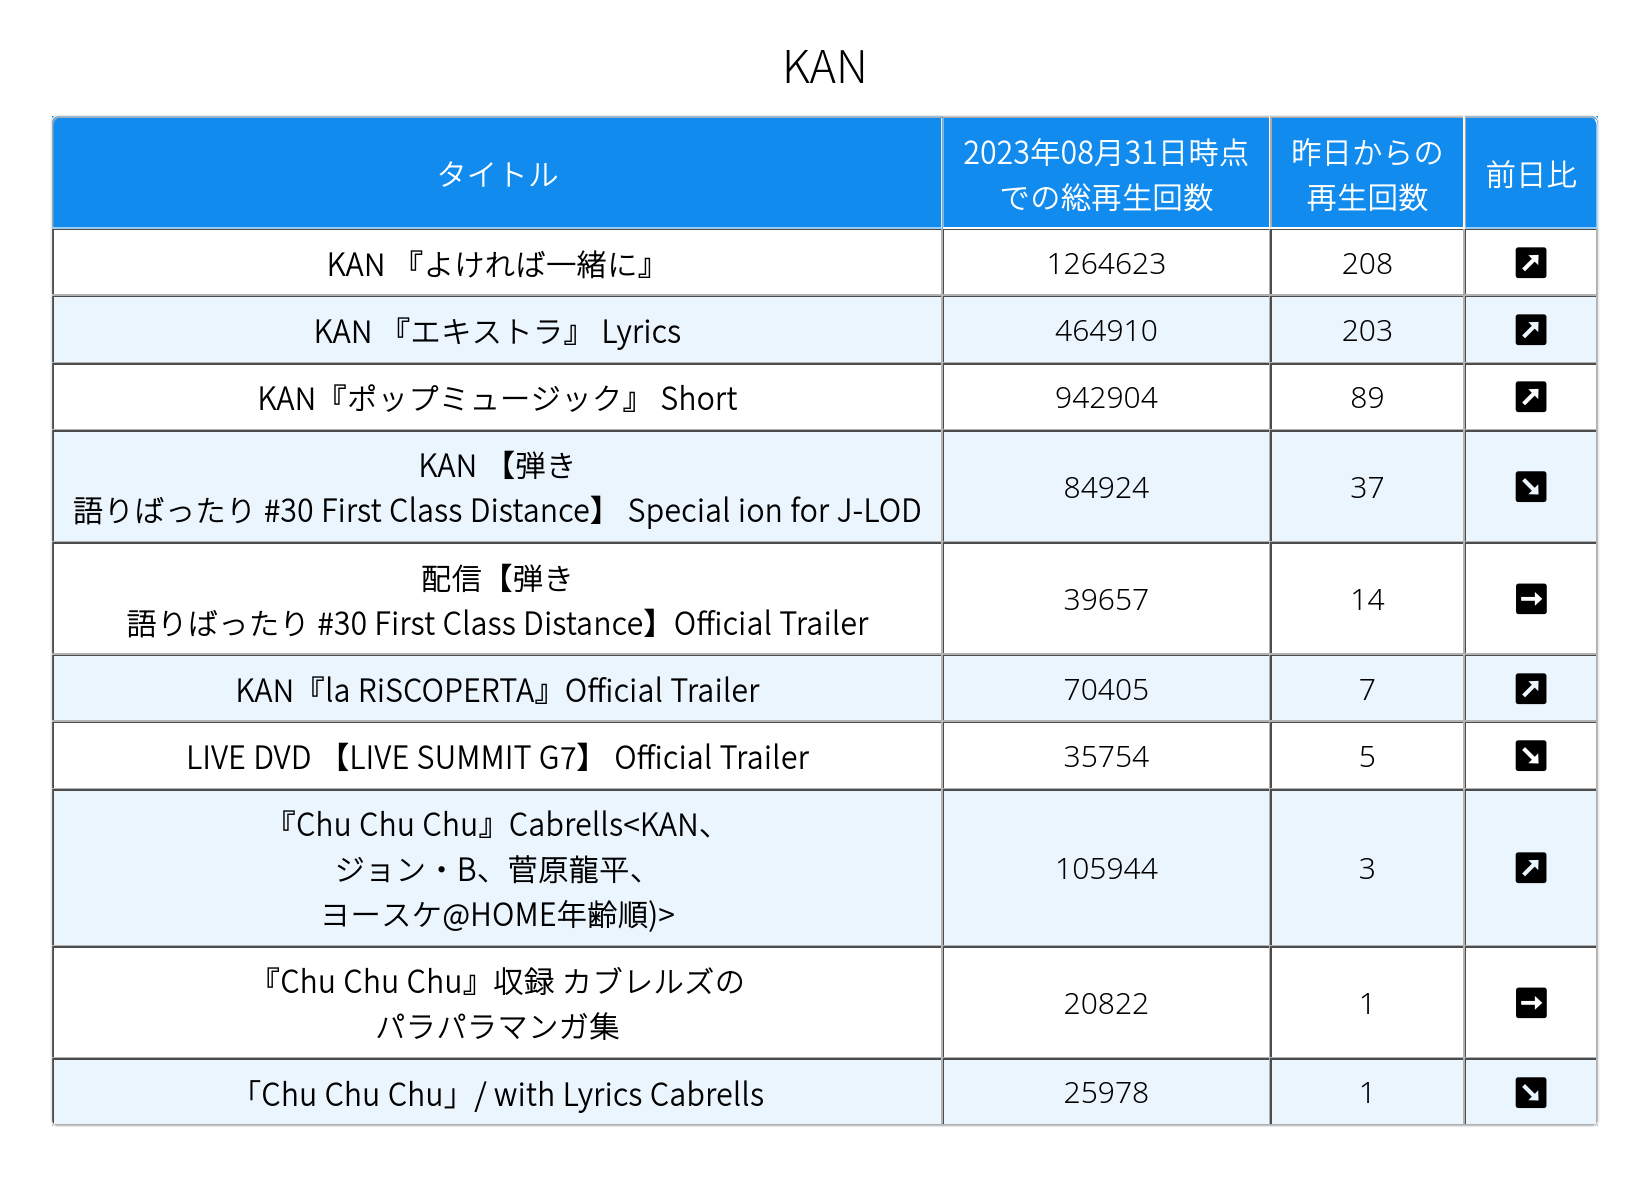 KAN
タイトル
2023年08月31日時点
での総再生回数
昨日からの
再生回数
前日比
KAN 『よければ一緒に』
1264623
208
KAN 『エキストラ』 Lyrics
464910
203
KAN『ポップミュージック』 Short
942904
89
KAN 【弾き
語りばったり #30 First Class Distance】 Special ion for J-LOD
84924
37
配信【弾き
語りばったり #30 First Class Distance】Official Trailer
39657
14
KAN『la RiSCOPERTA』Official Trailer
70405
7
LIVE DVD 【LIVE SUMMIT G7】 Official Trailer
35754
5
『Chu Chu Chu』Cabrells<KAN、
ジョン・B、菅原龍平、
ヨースケ@HOME年齢順)>
105944
3
『Chu Chu Chu』収録 カブレルズの
パラパラマンガ集
20822
1
「Chu Chu Chu」/ with Lyrics Cabrells
25978
1